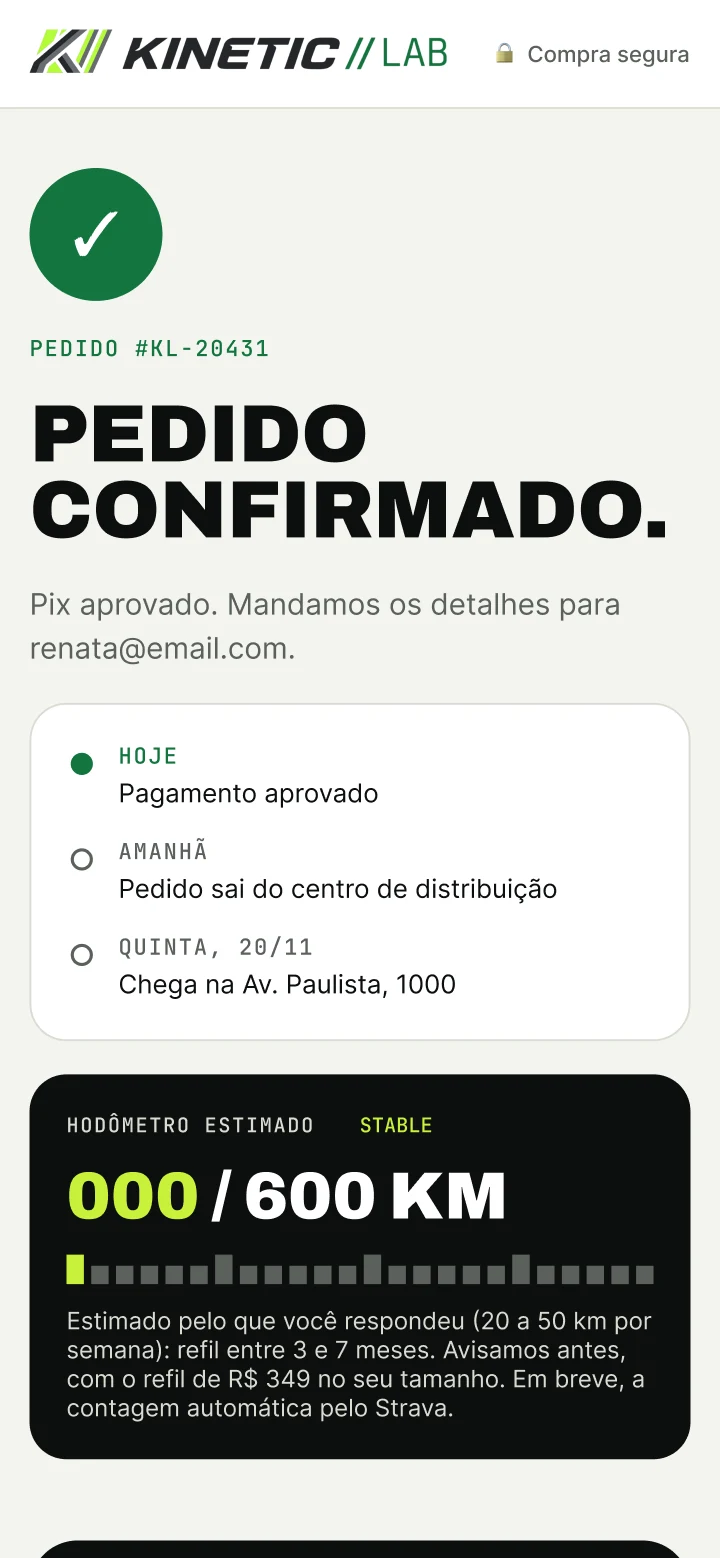 KINETIC//LAB
Compra segura
PEDIDO #KL-20431
PEDIDO
CONFIRMADO.
Pix aprovado. Mandamos os detalhes para
renata@email.com.
HOJE
Pagamento aprovado
AMANHÃ
Pedido sai do centro de distribuição
QUINTA, 20/11
Chega na Av. Paulista, 1000
HODÔMETRO ESTIMADO STABLE
000 / 600 KM
Estimado pelo que você respondeu (20 a 50 km por
semana): refil entre 3 e 7 meses. Avisamos antes,
com o refil de R$ 349 no seu tamanho. Em breve, a
contagem automática pelo Strava.